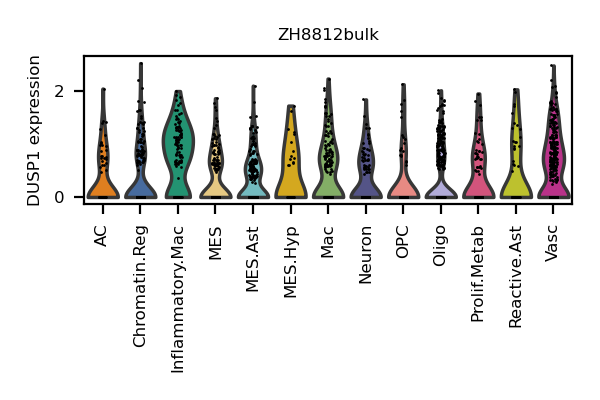 ZH8812bulk
DUSP1 expression
2
0
AC
Chromatin.Reg
Inflammatory.Mac
MES
MES.Ast
MES.Hyp
Mac
Neuron
OPC
Oligo
Prolif.Metab
Reactive.Ast
Vasc